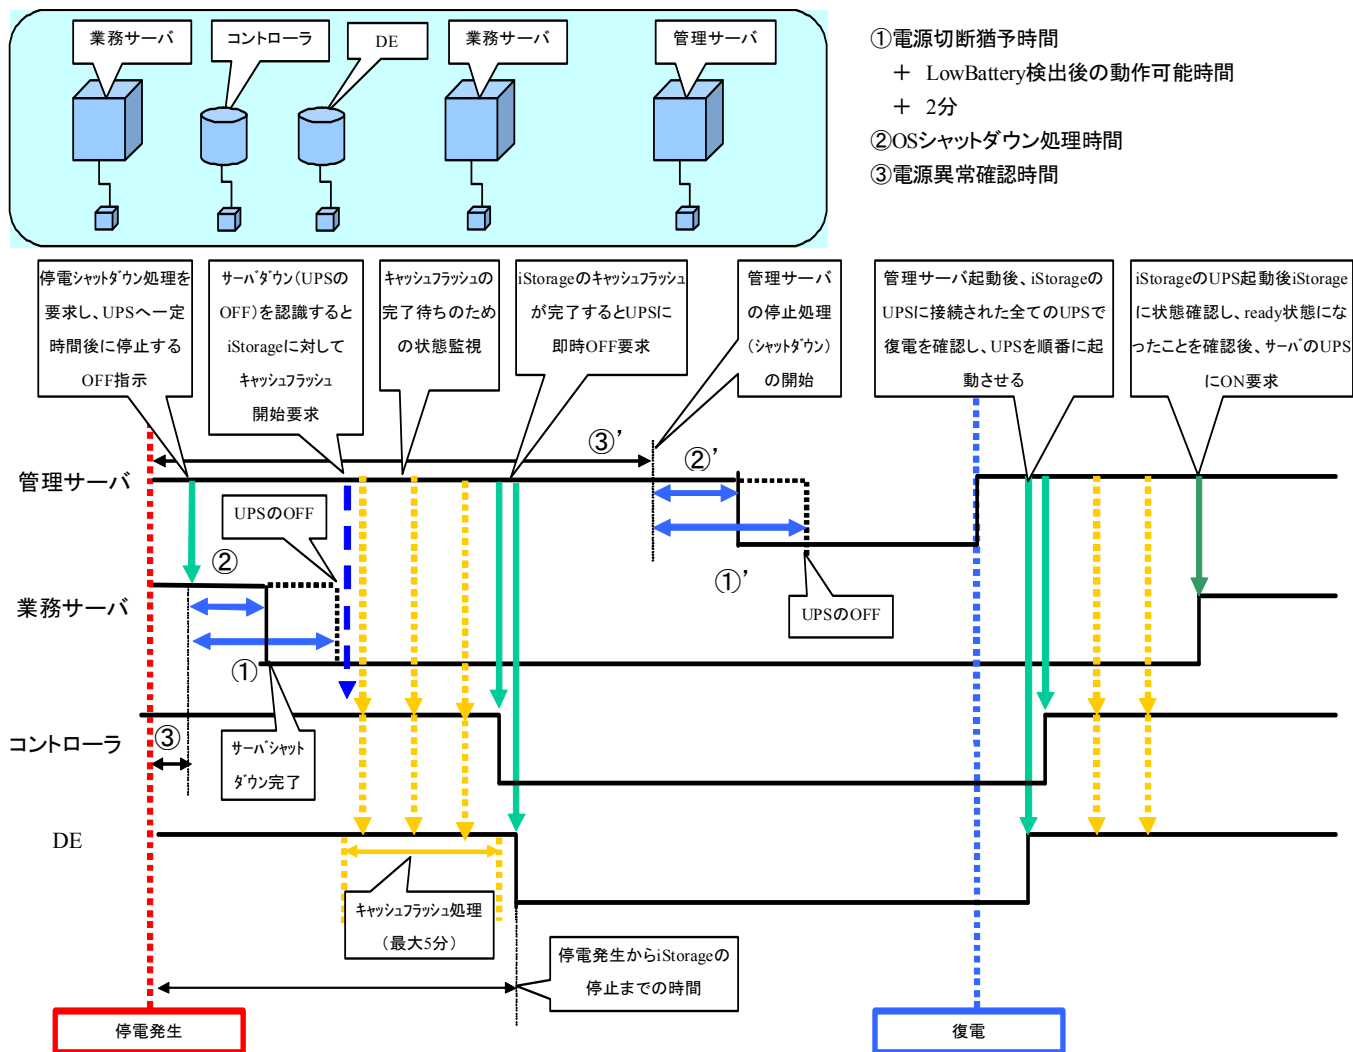 業務サーバ
コントローラ
DE
業務サーバ
管理サーバ
①電源切断猶予時間
＋ LowBattery検出後の動作可能時間
＋ 2分
②OSシャットダウン処理時間
③電源異常確認時間
停電シャットダウン処理を
要求し、UPSへ一定
時間後に停止する
OFF指示
サーバダウン（UPSの
OFF）を認識すると
iStorageに対して
キャッシュフラッシュ
開始要求
キャッシュフラッシュの
完了待ちのため
の状態監視
iStorageのキャッシュフラッシュ
が完了するとUPSに
即時OFF要求
管理サーバ
の停止処理
（シャットダウン）
の開始
管理サーバ起動後、iStorageの
UPSに接続された全てのUPSで
復電を確認し、UPSを順番に起
動させる
iStorageのUPS起動後iStorage
に状態確認し、ready状態にな
ったことを確認後、サーバのUPS
にON要求
③’
②’
管理サーバ
UPSのOFF
②
①’
UPSのOFF
業務サーバ
①
③
コントローラ
サーバシャット
ダウン完了
DE
キャッシュフラッシュ処理
（最大5分）
停電発生からiStorageの
停止までの時間
停電発生
復電